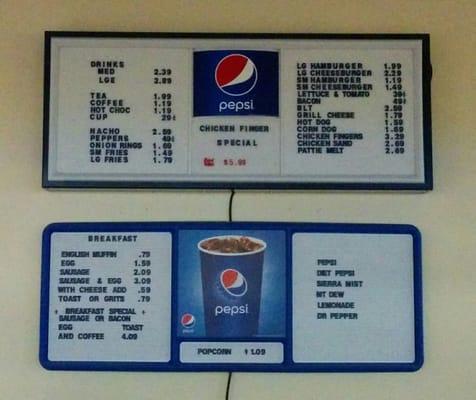 DRINKS
MED 2.39
LGE
TEA 1.99
COFFEE 1.19
HOT CHOC 1.19
CUP
NACHO 2.59
PEPPERS
ONION RINGS 1.69
SM FRIES 1.49
LG FRIES 1.79
pepsi
CHICKEN FINGER
SPECIAL
$5.99
LG HAMBURGER 1.99
LG CHEESEBURGER 2.29
SM HAMBURGER 1.19
SM CHEESEBURGER 1.49
LETTUCE & TOMATO
BACON
BLT 2.59
GRILL CHEESE 1.79
HOT DOG 1.59
CORN DOG 1.69
CHICKEN FINGERS 3.29
CHICKEN SAND 2.69
PATTIE MELT 2.69
BREAKFAST
ENGLISH MUFFIN .79
EGG 1.59
SAUSAGE 2.09
SAUSAGE & EGG 3.09
WITH CHEESE ADD .59
TOAST OR GRITS .79
+ BREAKFAST SPECIAL +
SAUSAGE OR BACON
EGG TOAST
AND COFFEE 4.09
pepsi
pepsi
POPCORN 1.09
PEPSI
DIET PEPSI
SIERRA MIST
MT DEW
LEMONADE
DR PEPPER